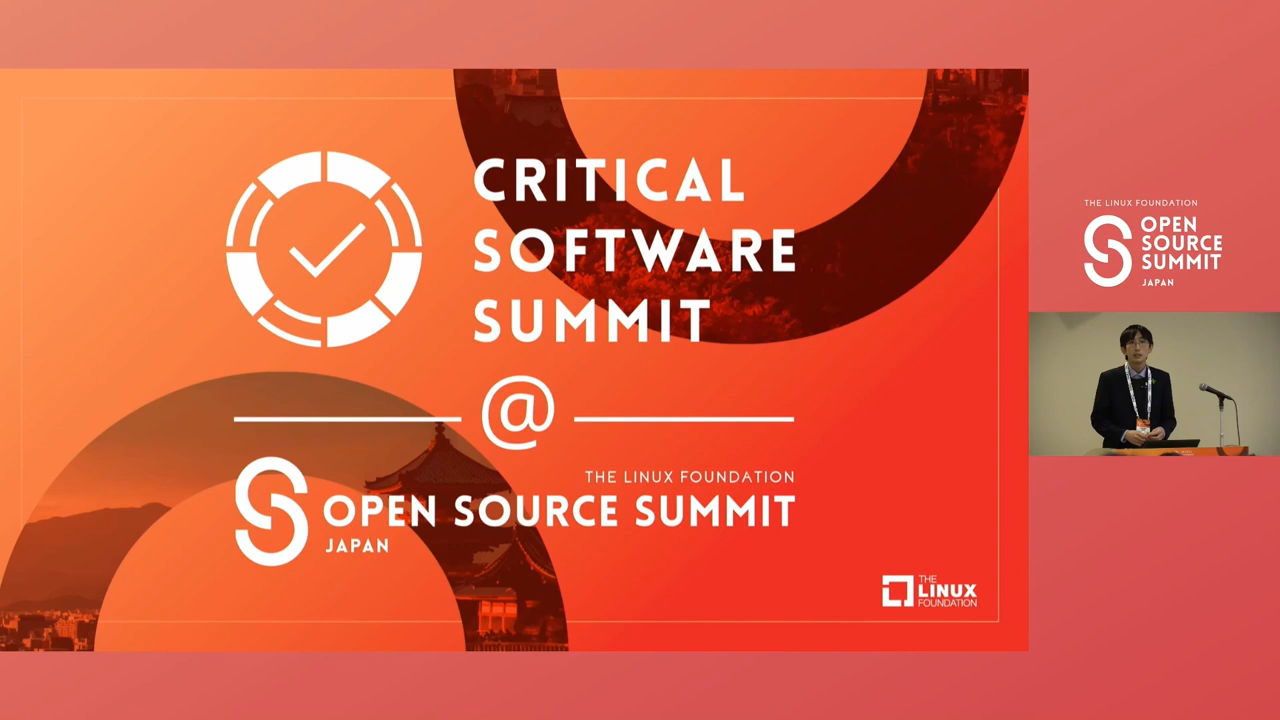 CRITICAL
SOFTWARE
SUMMIT
@
THE LINUX FOUNDATION
OPEN SOURCE SUMMIT
JAPAN
THE
LINUX
FOUNDATION
THE LINUX FOUNDATION
OPEN
SOURCE
SUMMIT
JAPAN